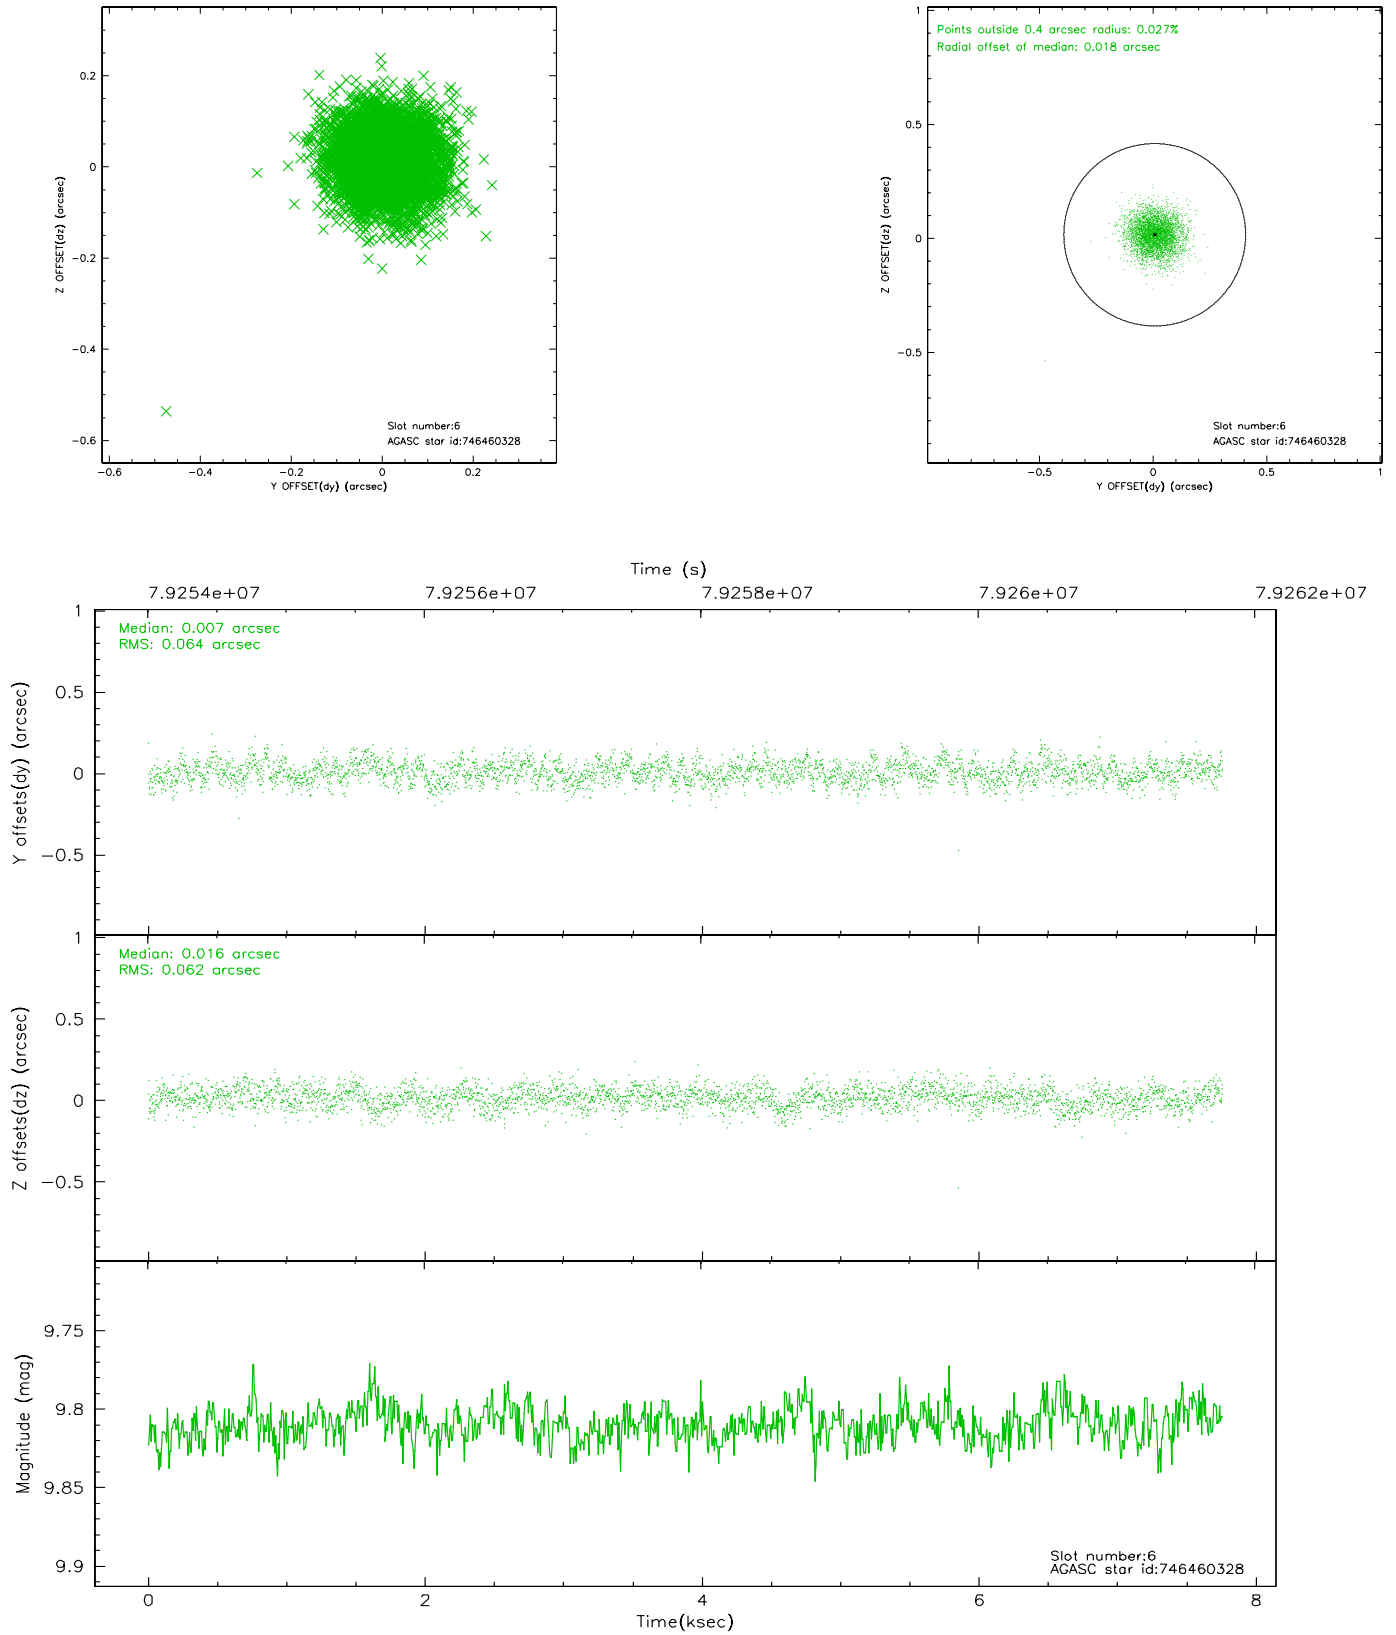 0.2
0
-0.2
-0.4
-0.6
Z OFFSET(dz) (arcsec)
Slot number:6
AGASC star id:746460328
-0.6 -0.4 -0.2 0 0.2
Y OFFSET(dy) (arcsec)
Points outside 0.4 arcsec radius: 0.027%
Radial offset of median: 0.018 arcsec
1
0.5
0
-0.5
Z OFFSET(dz) (arcsec)
Slot number:6
AGASC star id:746460328
-0.5 0 0.5 1
Y OFFSET(dy) (arcsec)
Time (s)
7.9254e+07 7.9256e+07 7.9258e+07 7.926e+07 7.9262e+07
Median: 0.007 arcsec
RMS: 0.064 arcsec
1
0.5
0
-0.5
Y offsets(dy) (arcsec)
Median: 0.016 arcsec
RMS: 0.062 arcsec
1
0.5
0
-0.5
Z offsets(dz) (arcsec)
9.75
9.8
9.85
9.9
Magnitude (mag)
Slot number:6
AGASC star id:746460328
0 2 4 6 8
Time(ksec)